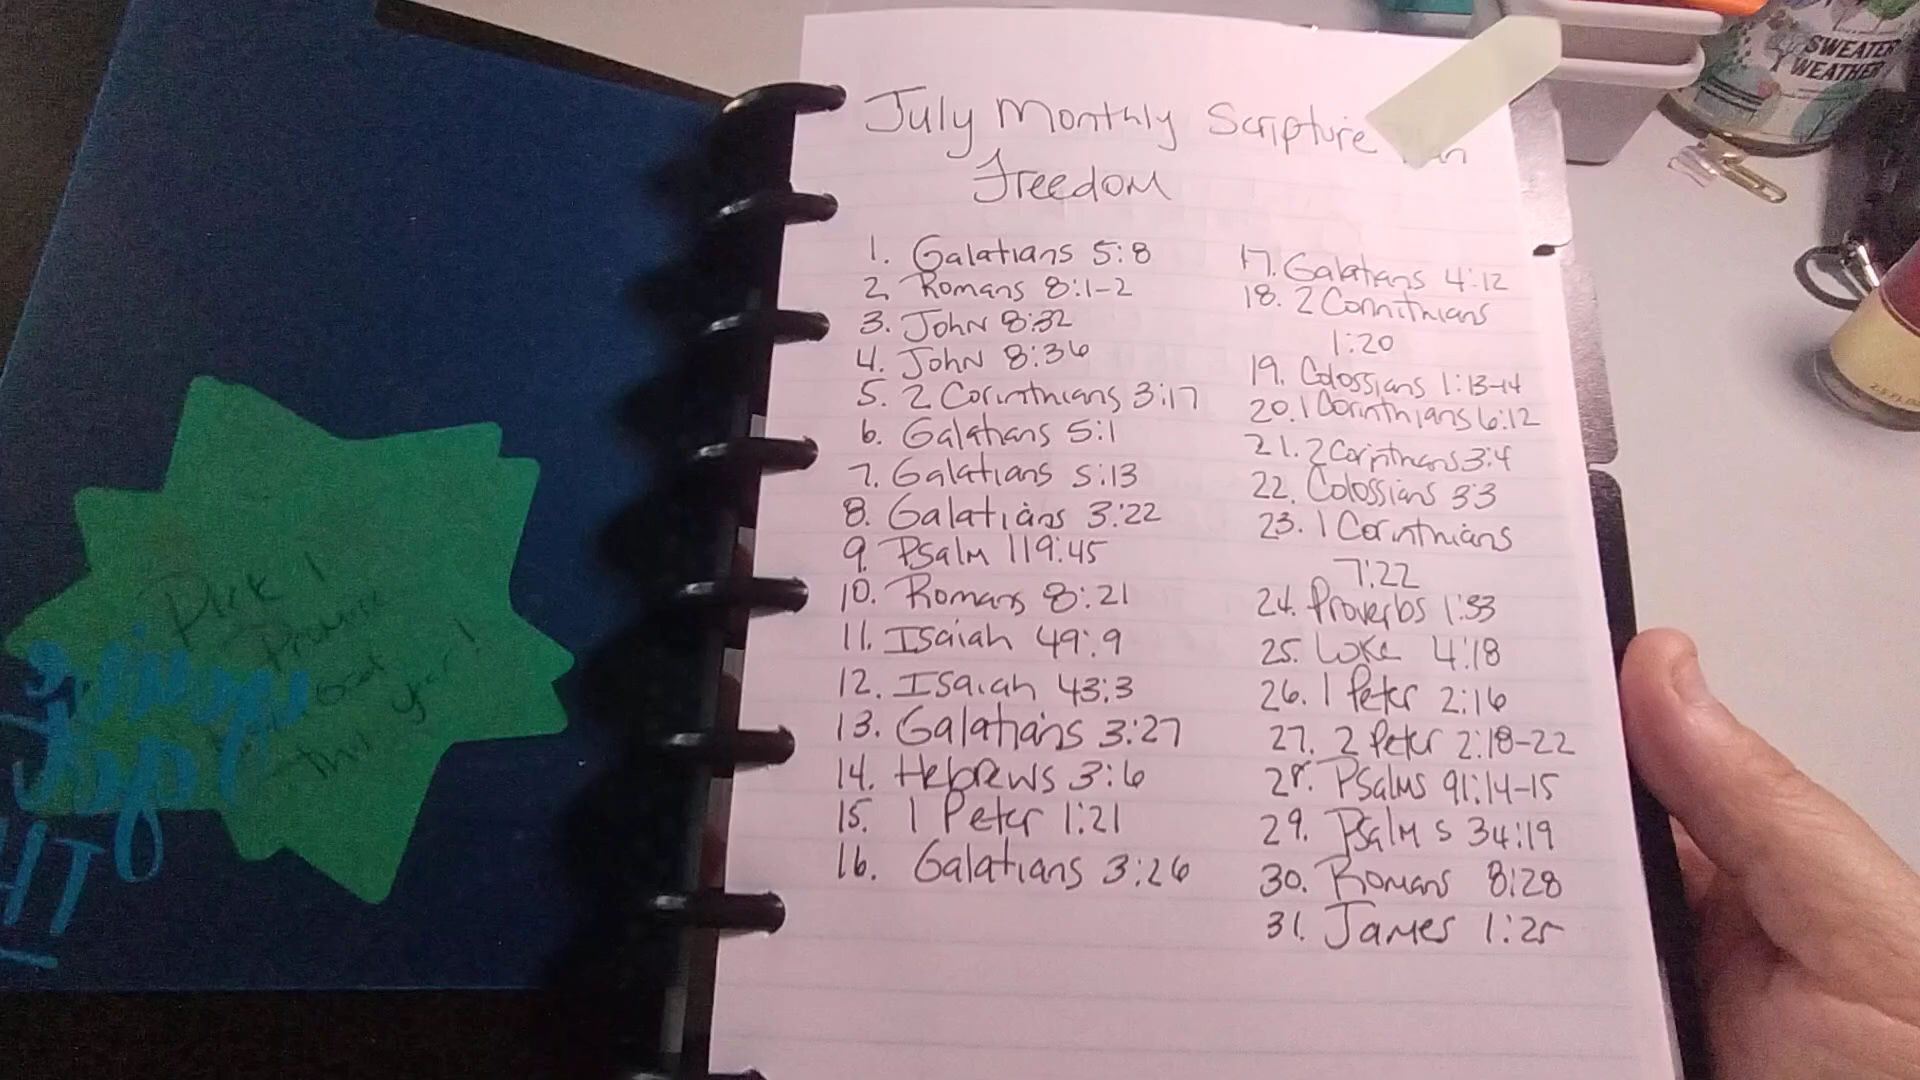 July Monthly Scripture
Freedom
1. Galatians 5:8
2. Romans 8:1-2
3. John 8:32
4. John 8:36
5. 2 Corinthians 3:17
6. Galatians 5:1
7. Galatians 5:13
8. Galatians 3:22
9. Psalm 119:45
10. Romans 8:21
11. Isaiah 49:9
12. Isaiah 43:3
13. Galatians 3:27
14. Hebrews 3:6
15. 1 Peter 1:21
16. Galatians 3:26
17. Galatians 4:12
18. 2 Corinthians
1:20
19. Colossians 1:13-14
20. 1 Corinthians 6:12
21. 2 Corinthians 3:4
22. Colossians 3:3
23. 1 Corinthians
7:22
24. Proverbs 1:33
25. Luke 4:18
26. 1 Peter 2:16
27. 2 Peter 2:18-22
28. Psalms 91:14-15
29. Psalms 34:19
30. Romans 8:28
31. James 1:25
Pick 1
Promise
this year!
SWEATER
WEATHER